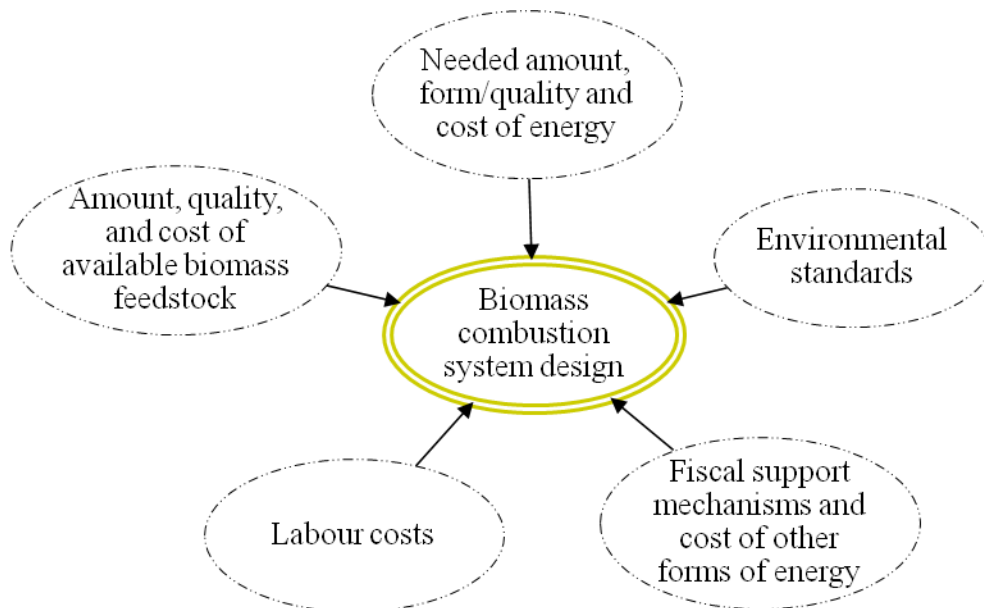 Needed amount,
form/quality and
cost of energy
Amount, quality,
and cost of
available biomass
feedstock
Environmental
standards
Biomass
combustion
system design
Labour costs
Fiscal support
mechanisms and
cost of other
forms of energy